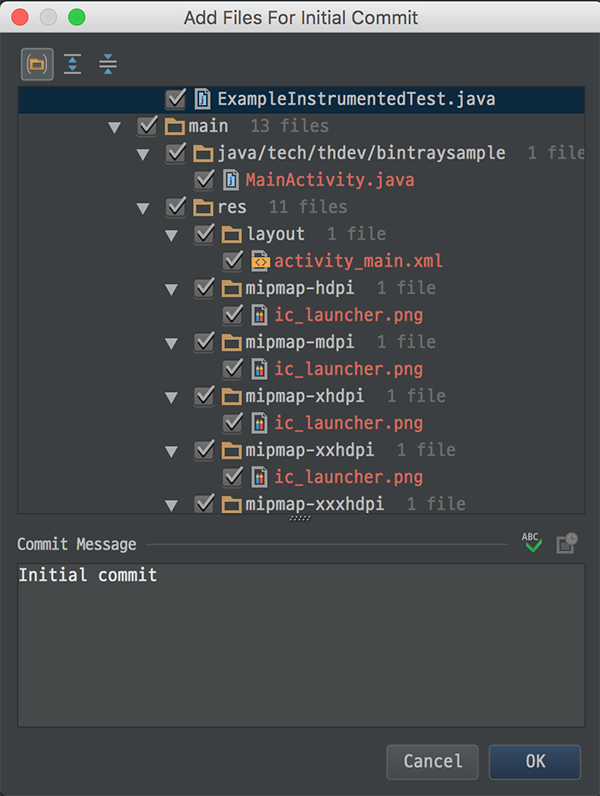 Add Files For Initial Commit
ExampleInstrumentedTest.java
main 13 files
java/tech/thdev/bintraysample 1 file
MainActivity.java
res 11 files
layout 1 file
activity_main.xml
mipmap-hdpi 1 file
ic_launcher.png
mipmap-mdpi 1 file
ic_launcher.png
mipmap-xhdpi 1 file
ic_launcher.png
mipmap-xxhdpi 1 file
ic_launcher.png
mipmap-xxxhdpi 1 file
Commit Message
ABC
Initial commit
Cancel OK